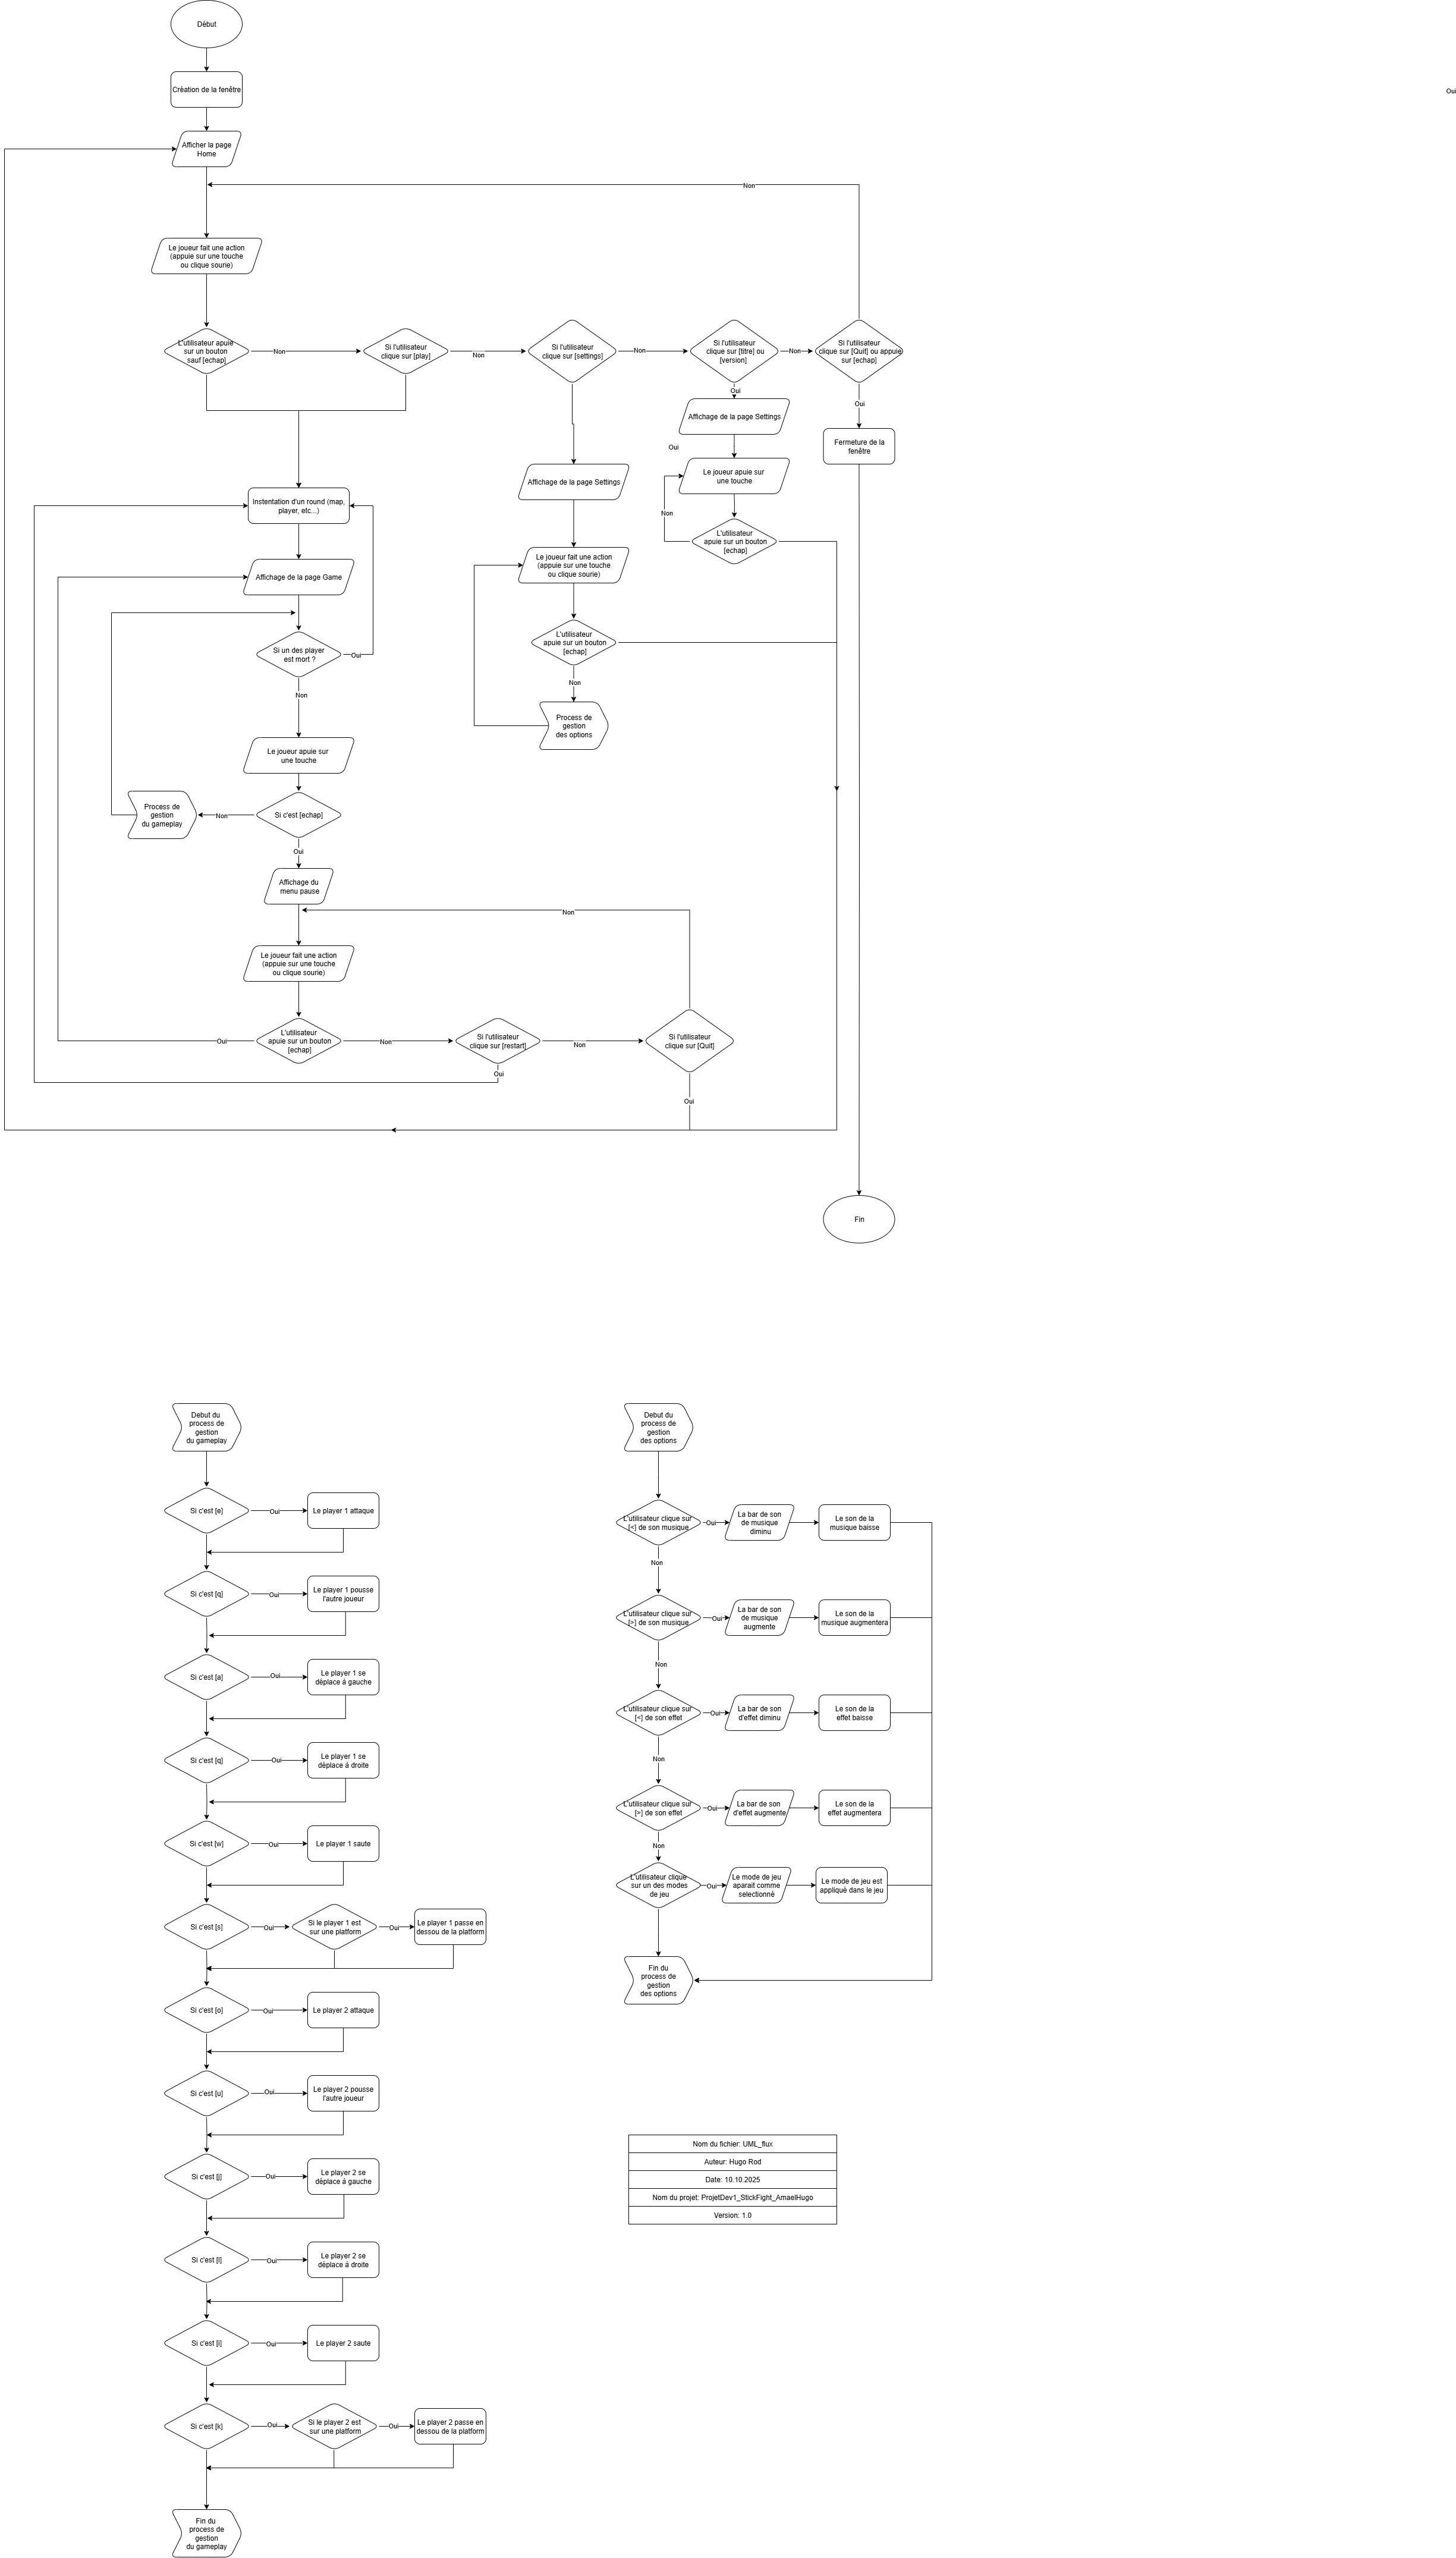 Début
Création de la fenêtre
Oui
Afficher la page
Home
Non
Le joueur fait une action
(appuie sur une touche
ou clique sourie)
L'utilisateur apuie
sur un bouton
sauf [echap]
Non
Si l'utilisateur
clique sur [play]
Non
Si l'utilisateur
clique sur [settings]
Non
Si l'utilisateur
clique sur [titre] ou
[version]
Non
Si l'utilisateur
clique sur [Quit] ou appuie
sur [echap]
Oui
Oui
Affichage de la page Settings
Oui
Fermeture de la
fenêtre
Le joueur apuie sur
une touche
Non
L'utilisateur
apuie sur un bouton
[echap]
Affichage de la page Settings
Instentation d'un round (map,
player, etc...)
Le joueur fait une action
(appuie sur une touche
ou clique sourie)
Affichage de la page Game
L'utilisateur
apuie sur un bouton
[echap]
Si un des player
est mort ?
Oui
Non
Non
Process de
gestion
des options
Le joueur apuie sur
une touche
Process de
gestion
du gameplay
Non
Si c'est [echap]
Oui
Affichage du
menu pause
Non
Le joueur fait une action
(appuie sur une touche
ou clique sourie)
Oui
L'utilisateur
apuie sur un bouton
[echap]
Non
Si l'utilisateur
clique sur [restart]
Non
Si l'utilisateur
clique sur [Quit]
Oui
Oui
Fin
Debut du
process de
gestion
du gameplay
Si c'est [e]
Oui
Le player 1 attaque
Si c'est [q]
Oui
Le player 1 pousse
l'autre joueur
Si c'est [a]
Oui
Le player 1 se
dèplace á gauche
Si c'est [q]
Oui
Le player 1 se
dèplace á droite
Si c'est [w]
Oui
Le player 1 saute
Si c'est [s]
Oui
Si le player 1 est
sur une platform
Oui
Le player 1 passe en
dessou de la platform
Si c'est [o]
Oui
Le player 2 attaque
Si c'est [u]
Oui
Le player 2 pousse
l'autre joueur
Si c'est [j]
Oui
Le player 2 se
dèplace á gauche
Si c'est [l]
Oui
Le player 2 se
dèplace á droite
Si c'est [i]
Oui
Le player 2 saute
Si c'est [k]
Oui
Si le player 2 est
sur une platform
Oui
Le player 2 passe en
dessou de la platform
Fin du
process de
gestion
du gameplay
Debut du
process de
gestion
des options
L'utilisateur clique sur
[<] de son musique
Oui
La bar de son
de musique
diminu
Le son de la
musique baisse
Non
L'utilisateur clique sur
[>] de son musique
Oui
La bar de son
de musique
augmente
Le son de la
musique augmentera
Non
L'utilisateur clique sur
[<] de son effet
Oui
La bar de son
d'effet diminu
Le son de la
effet baisse
Non
L'utilisateur clique sur
[>] de son effet
Oui
La bar de son
d'effet augmente
Le son de la
effet augmentera
Non
L'utilisateur clique
sur un des modes
de jeu
Oui
Le mode de jeu
aparait comme
selectionnè
Le mode de jeu est
appliquè dans le jeu
Fin du
process de
gestion
des options
Nom du fichier: UML_flux
Auteur: Hugo Rod
Date: 10.10.2025
Nom du projet: ProjetDev1_StickFight_AmaelHugo
Version: 1.0